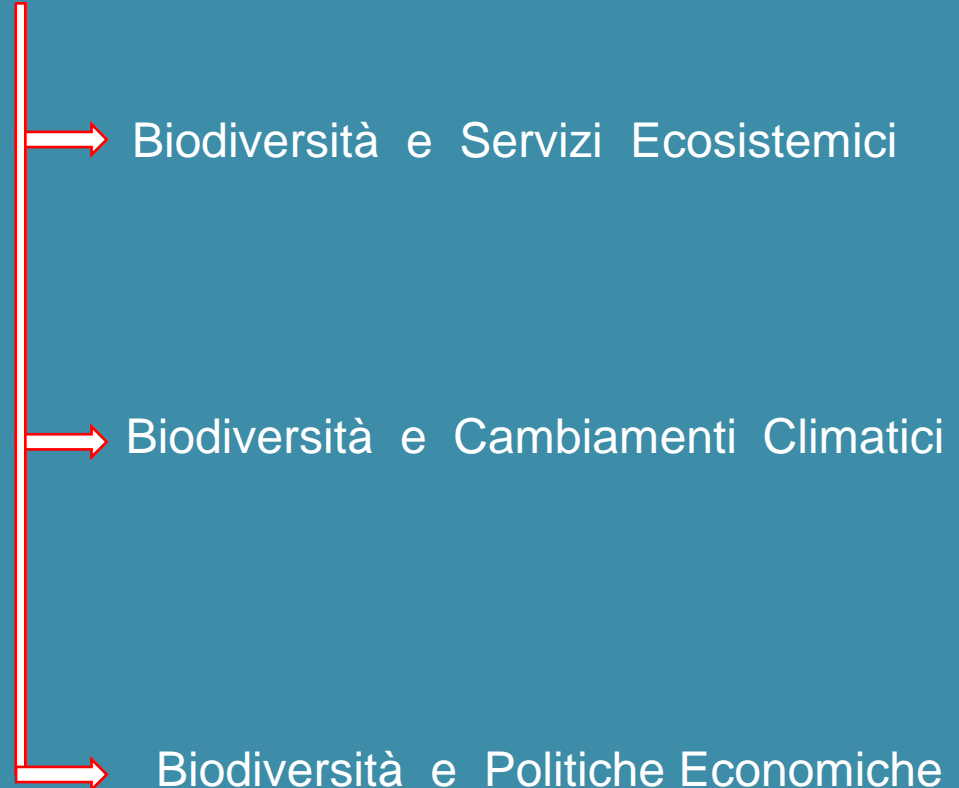 Biodiversità e Servizi Ecosistemici
Biodiversità e Cambiamenti Climatici
Biodiversità e Politiche Economiche